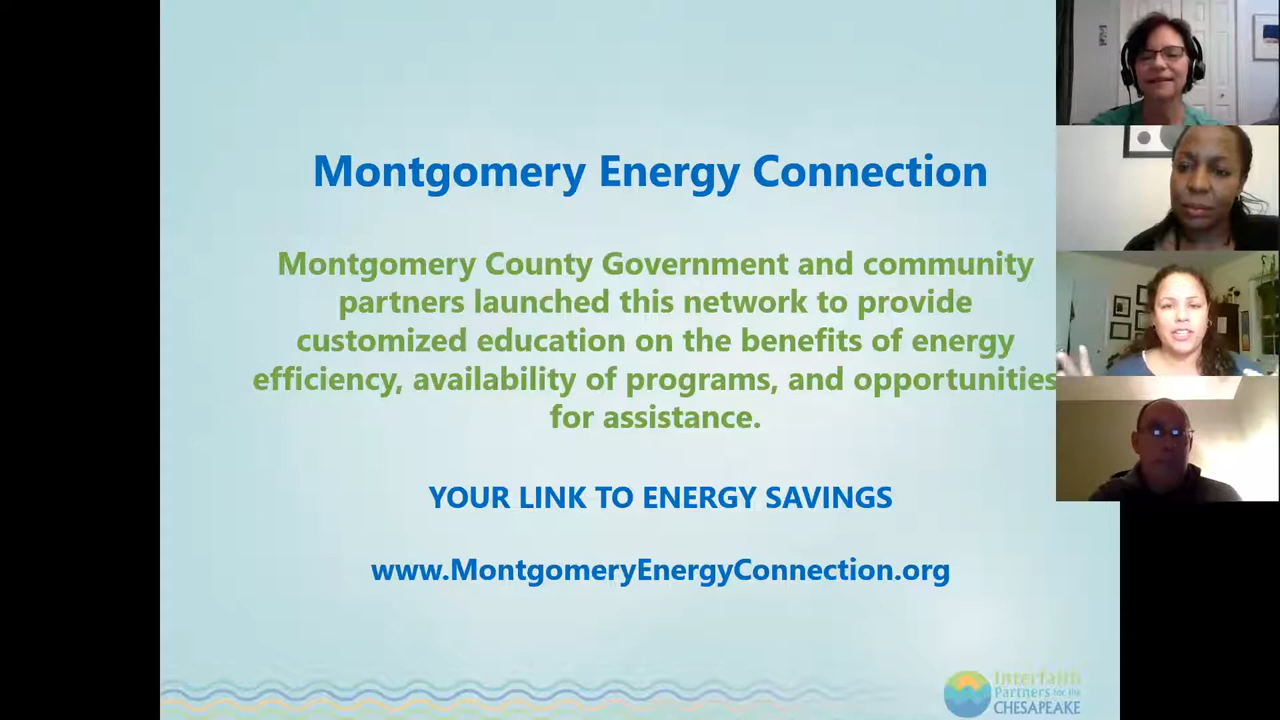 Montgomery Energy Connection
Montgomery County Government and community
partners launched this network to provide
customized education on the benefits of energy
efficiency, availability of programs, and opportunities
for assistance.
YOUR LINK TO ENERGY SAVINGS
www.MontgomeryEnergyConnection.org
Interfaith
Partners for the
CHESAPEAKE